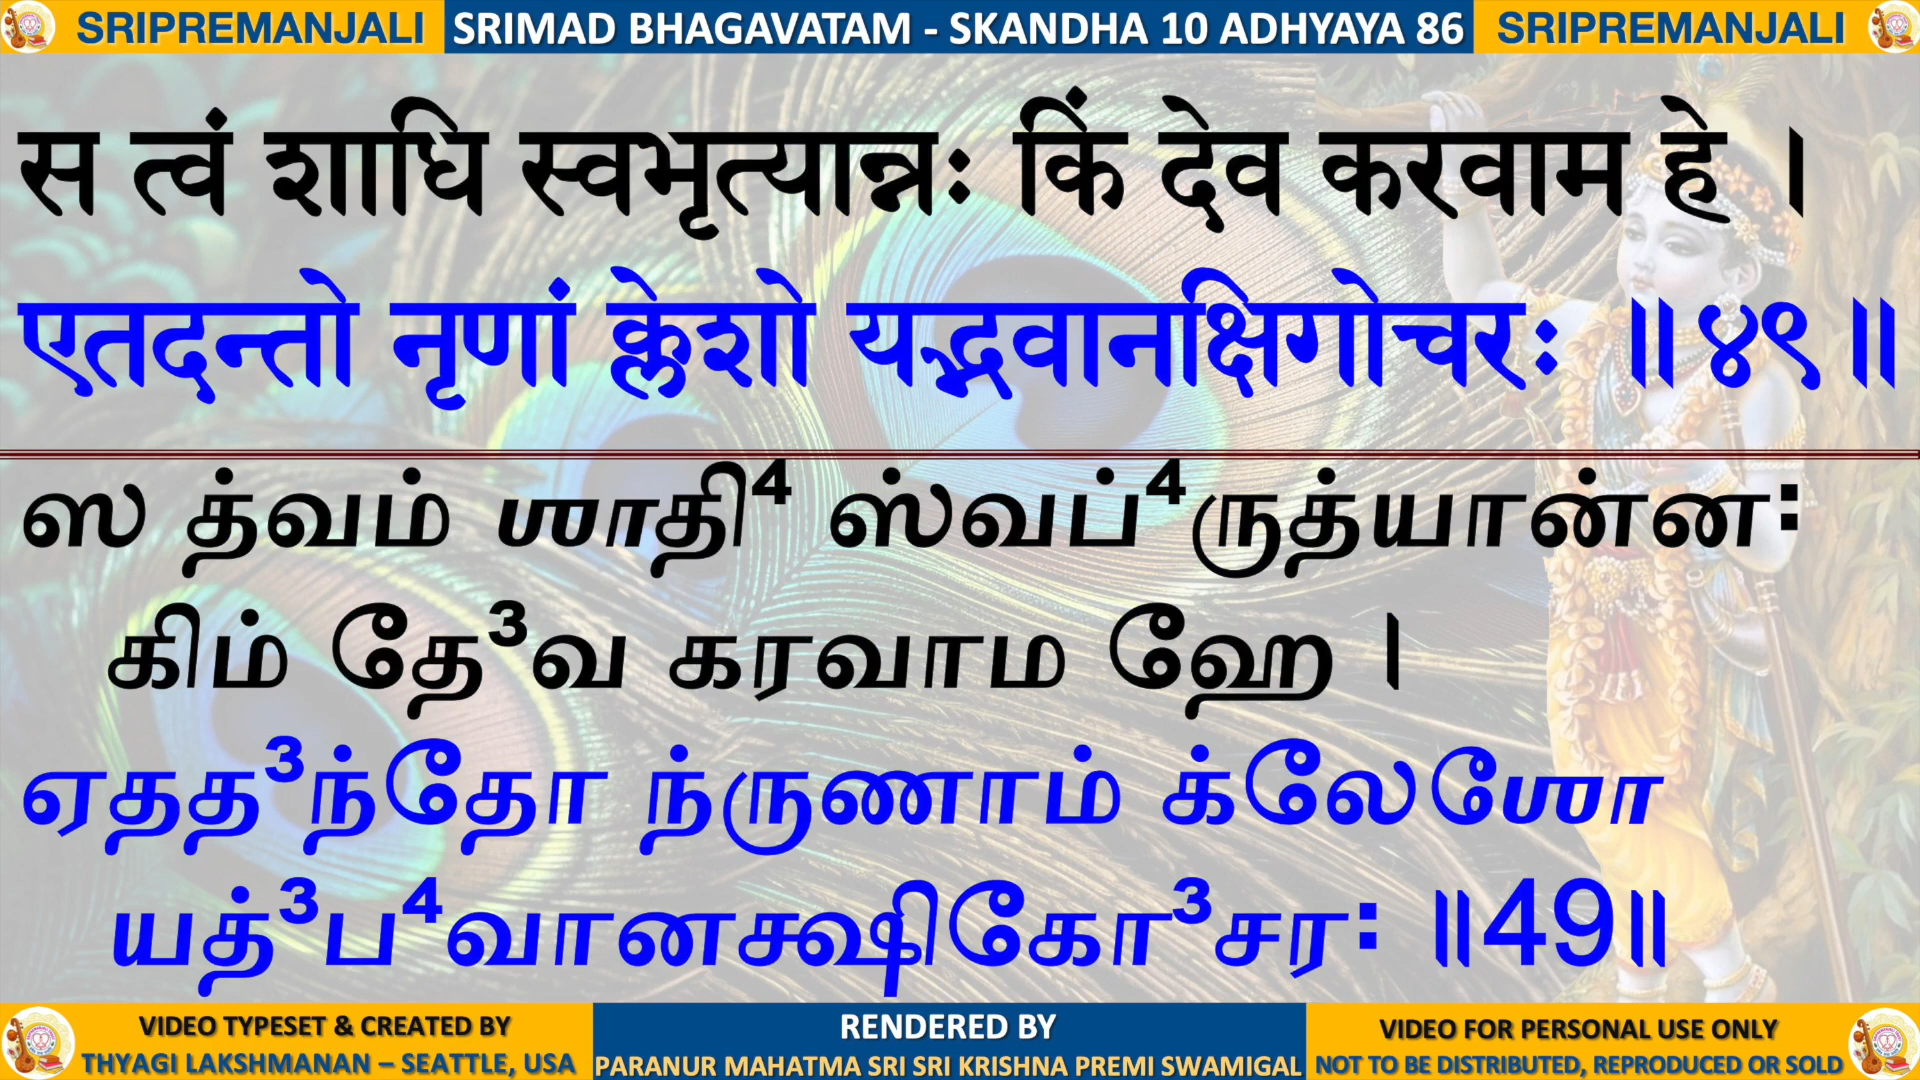 SRIPREMANJALI SRIMAD BHAGAVATAM - SKANDHA 10 ADHYAYA 86 SRIPREMANJALI
स त्वं शाधि स्वभृत्यान्नः किं देव करवाम हे ।
एतदन्तो नृणां क्लेशो यद्भवानक्षिगोचरः ॥४९॥
ஸ த்வம் ஶாதி⁴ ஸ்வப்⁴ருத்யான்ன꞉
கிம் தே³வ கரவாம ஹே ।
ஏதத³ந்தோ ந்ருணாம் க்லேஶோ
யத்³ப⁴வானக்ஷிகோ³சர꞉ ॥49॥
VIDEO TYPESET & CREATED BY
THYAGI LAKSHMANAN – SEATTLE, USA
RENDERED BY
PARANUR MAHATMA SRI SRI KRISHNA PREMI SWAMIGAL
VIDEO FOR PERSONAL USE ONLY
NOT TO BE DISTRIBUTED, REPRODUCED OR SOLD